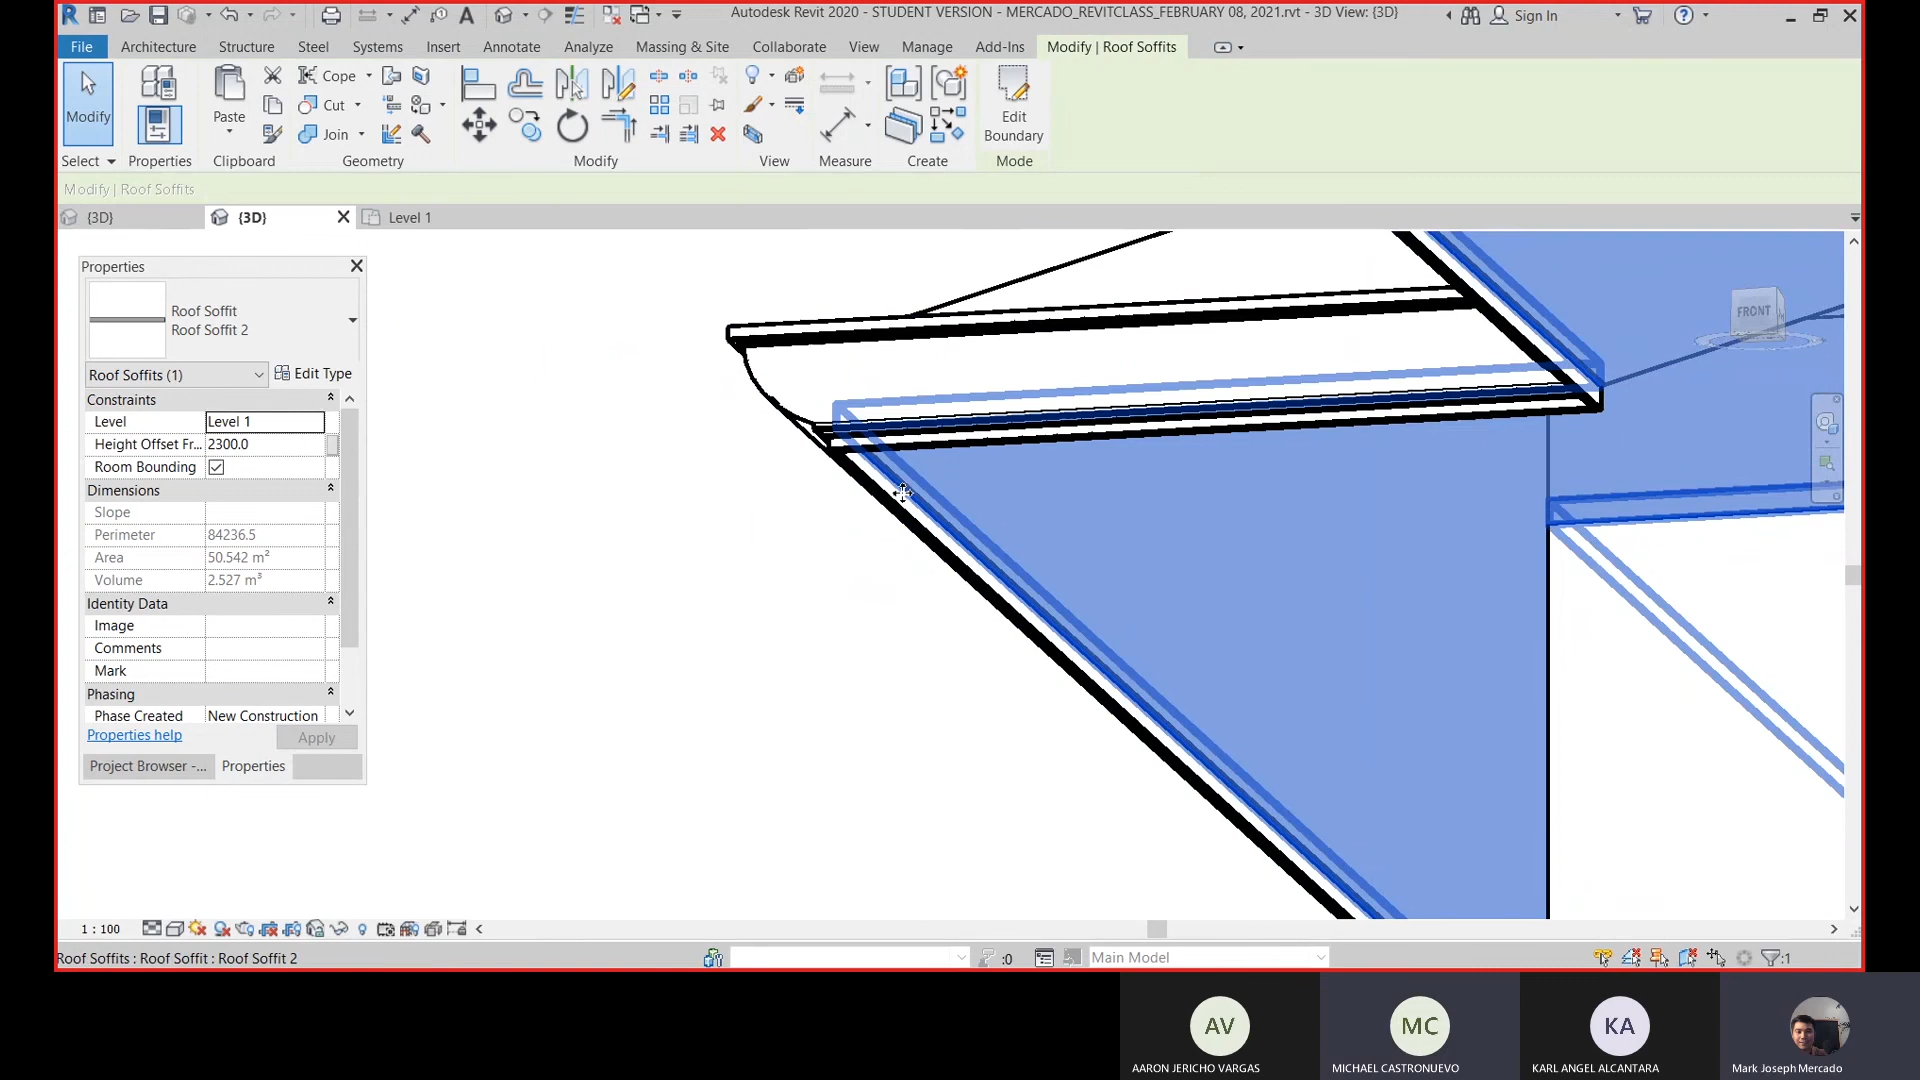 Autodesk Revit 2020 - STUDENT VERSION - MERCADO_REVITCLASS_FEBRUARY 08, 2021.rvt - 3D View: {3D}
Sign In
File Architecture Structure Steel Systems Insert Annotate Analyze Massing & Site Collaborate View Manage Add-Ins Modify | Roof Soffits
Modify
Paste
Cope
Cut
Join
Edit
Boundary
Select Properties Clipboard Geometry Modify View Measure Create Mode
Modify | Roof Soffits
{3D} {3D} Level 1
Properties
Roof Soffit
Roof Soffit 2
Roof Soffits (1) Edit Type
Constraints
Level Level 1
Height Offset Fr... 2300.0
Room Bounding
Dimensions
Slope
Perimeter 84236.5
Area 50.542 m²
Volume 2.527 m³
Identity Data
Image
Comments
Mark
Phasing
Phase Created New Construction
Properties help Apply
Project Browser -... Properties
FRONT
1 : 100
Roof Soffits : Roof Soffit : Roof Soffit 2
:0
Main Model
:1
AV
MC
KA
AARON JERICHO VARGAS
MICHAEL CASTRONUEVO
KARL ANGEL ALCANTARA
Mark Joseph Mercado